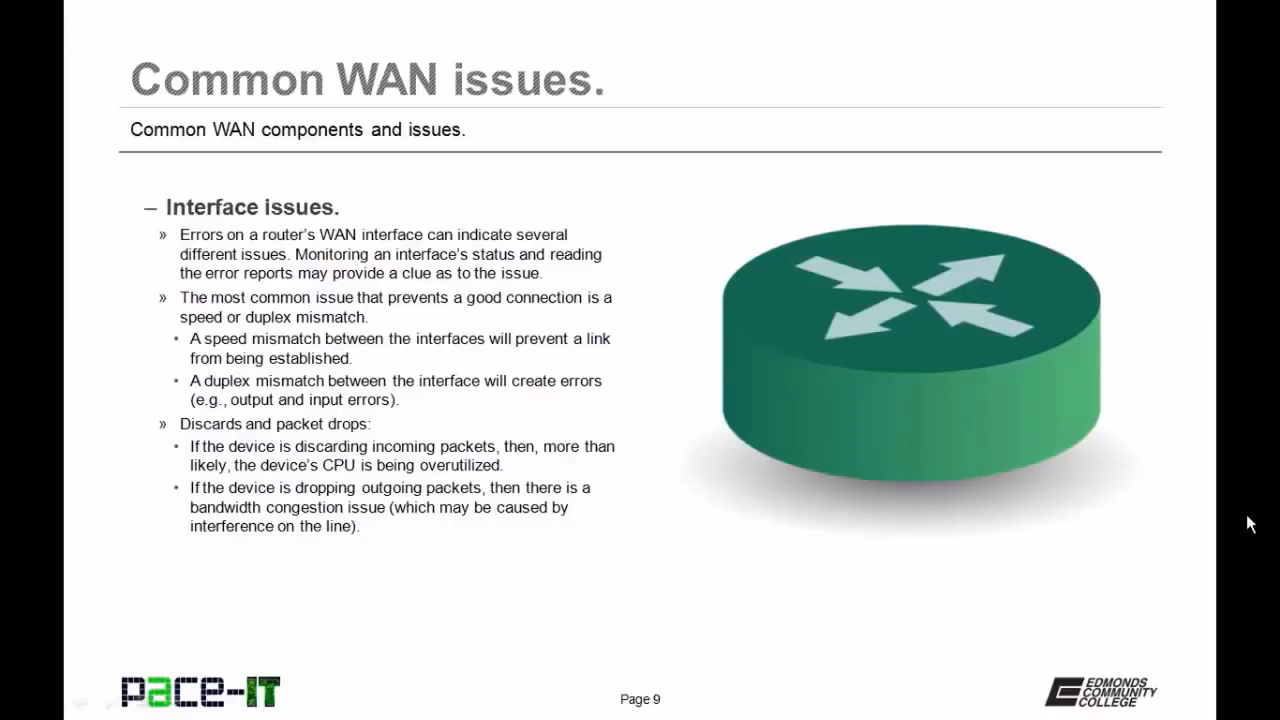 Common WAN issues.
Common WAN components and issues.
– Interface issues.
» Errors on a router's WAN interface can indicate several
different issues. Monitoring an interface's status and reading
the error reports may provide a clue as to the issue.
» The most common issue that prevents a good connection is a
speed or duplex mismatch.
• A speed mismatch between the interfaces will prevent a link
from being established.
• A duplex mismatch between the interface will create errors
(e.g., output and input errors).
» Discards and packet drops:
• If the device is discarding incoming packets, then, more than
likely, the device's CPU is being overutilized.
• If the device is dropping outgoing packets, then there is a
bandwidth congestion issue (which may be caused by
interference on the line).
pace-IT
Page 9
EDMONDS
COMMUNITY
COLLEGE